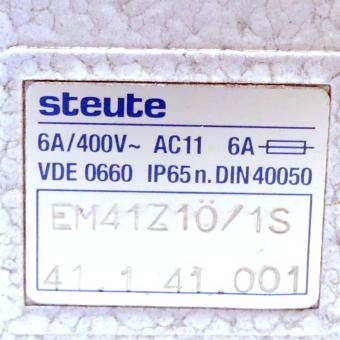 steute
6A/400V~ AC11 6A
VDE 0660 IP65 n. DIN 40050
EM41Z1Ö/1S
41.1.41.001